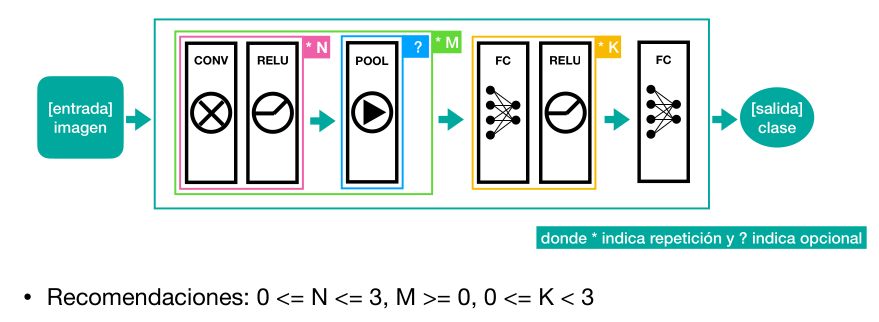 CONV RELU * N POOL ? * M FC RELU * K FC
[entrada]
imagen
[salida]
clase
donde * indica repetición y ? indica opcional
• Recomendaciones: 0 <= N <= 3, M >= 0, 0 <= K < 3